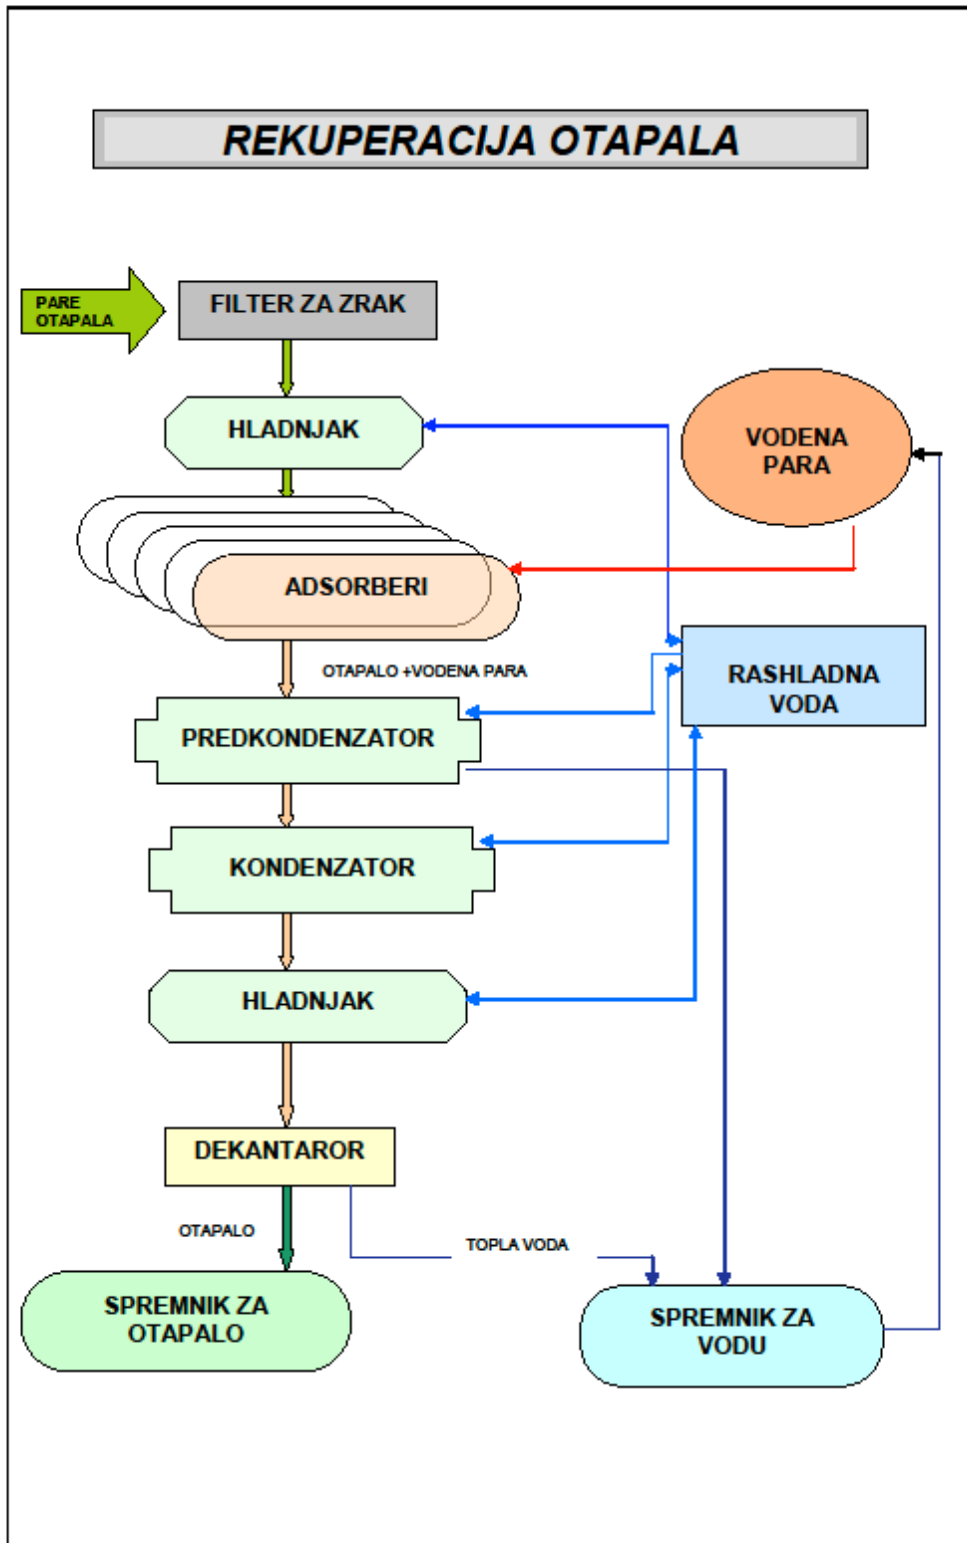 REKUPERACIJA OTAPALA
PARE
OTAPALA
FILTER ZA ZRAK
HLADNJAK
VODENA
PARA
ADSORBERI
OTAPALO +VODENA PARA
RASHLADNA
VODA
PREDKONDENZATOR
KONDENZATOR
HLADNJAK
DEKANTAROR
OTAPALO
TOPLA VODA
SPREMNIK ZA
OTAPALO
SPREMNIK ZA
VODU